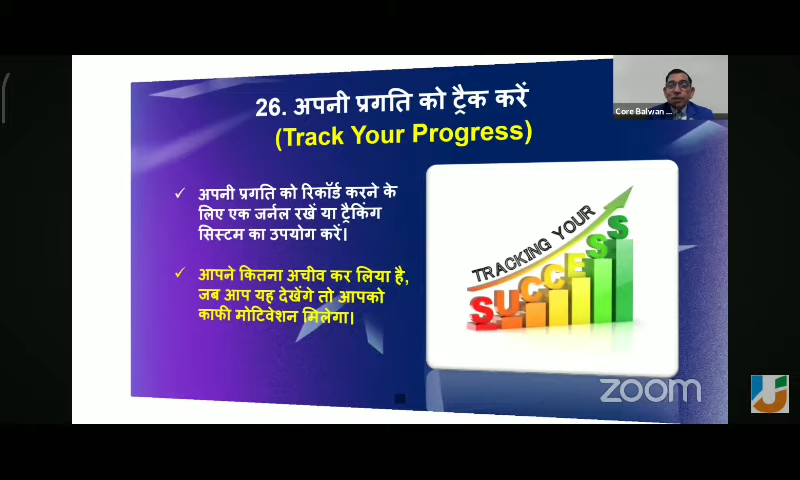 26. अपनी प्रगति को ट्रैक करें
(Track Your Progress)
Core Balwan ...
✓ अपनी प्रगति को रिकॉर्ड करने के
लिए एक जर्नल रखें या ट्रैकिंग
सिस्टम का उपयोग करें।
✓ आपने कितना अचीव कर लिया है,
जब आप यह देखेंगे तो आपको
काफी मोटिवेशन मिलेगा।
TRACKING YOUR
SUCCESS
zoom